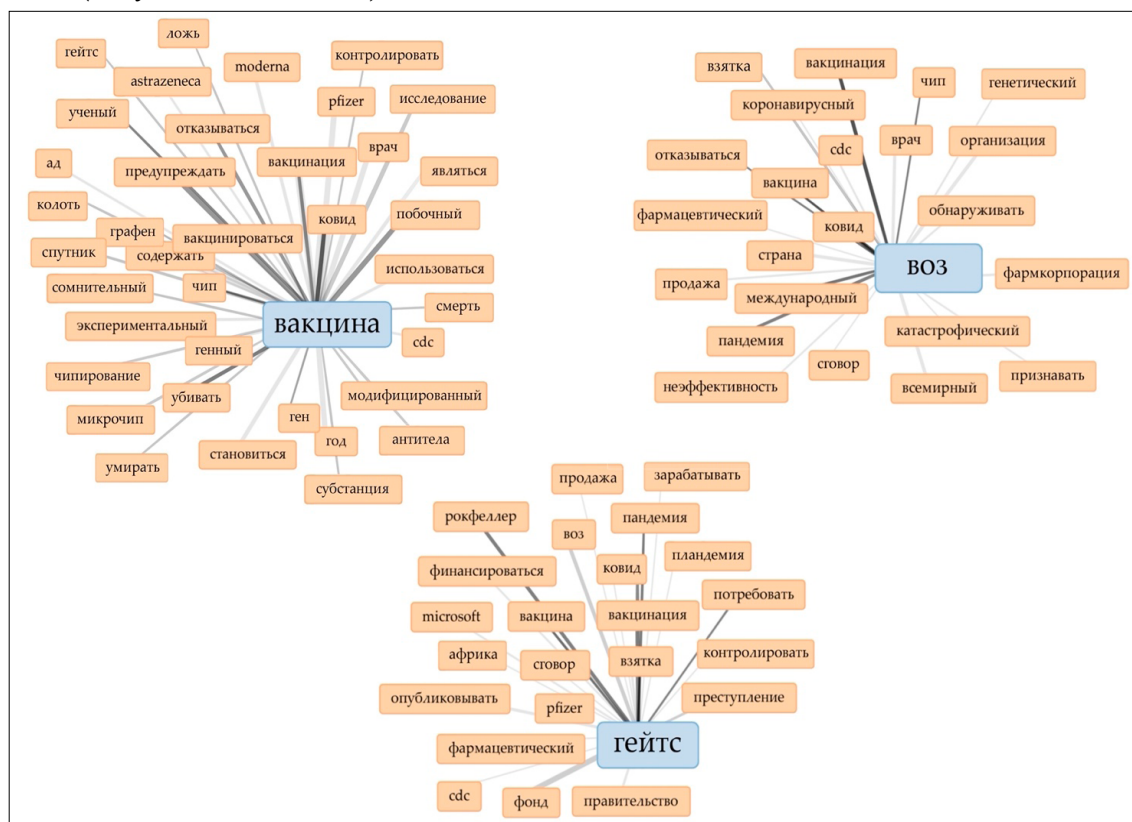 ложь
гейтс
moderna
контролировать
astrazeneca
pfizer
исследование
ученый
отказываться
врач
вакцинация
ад
предупреждать
являться
колоть
ковид
побочный
графен
вакцинироваться
спутник
содержать
использоваться
сомнительный
чип
смерть
экспериментальный
вакцина
cdc
генный
чипирование
убивать
модифицированный
микрочип
ген
год
антитела
становиться
умирать
субстанция
взятка
вакцинация
чип
генетический
коронавирусный
cdc
врач
организация
отказываться
вакцина
фармацевтический
ковид
обнаруживать
страна
воз
фармкорпорация
продажа
международный
пандемия
катастрофический
сговор
неэффективность
всемирный
признавать
продажа
зарабатывать
рокфеллер
воз
пандемия
финансироваться
ковид
пландемия
потребовать
microsoft
вакцина
вакцинация
африка
сговор
взятка
контролировать
опубликовывать
pfizer
преступление
фармацевтический
гейтс
cdc
фонд
правительство